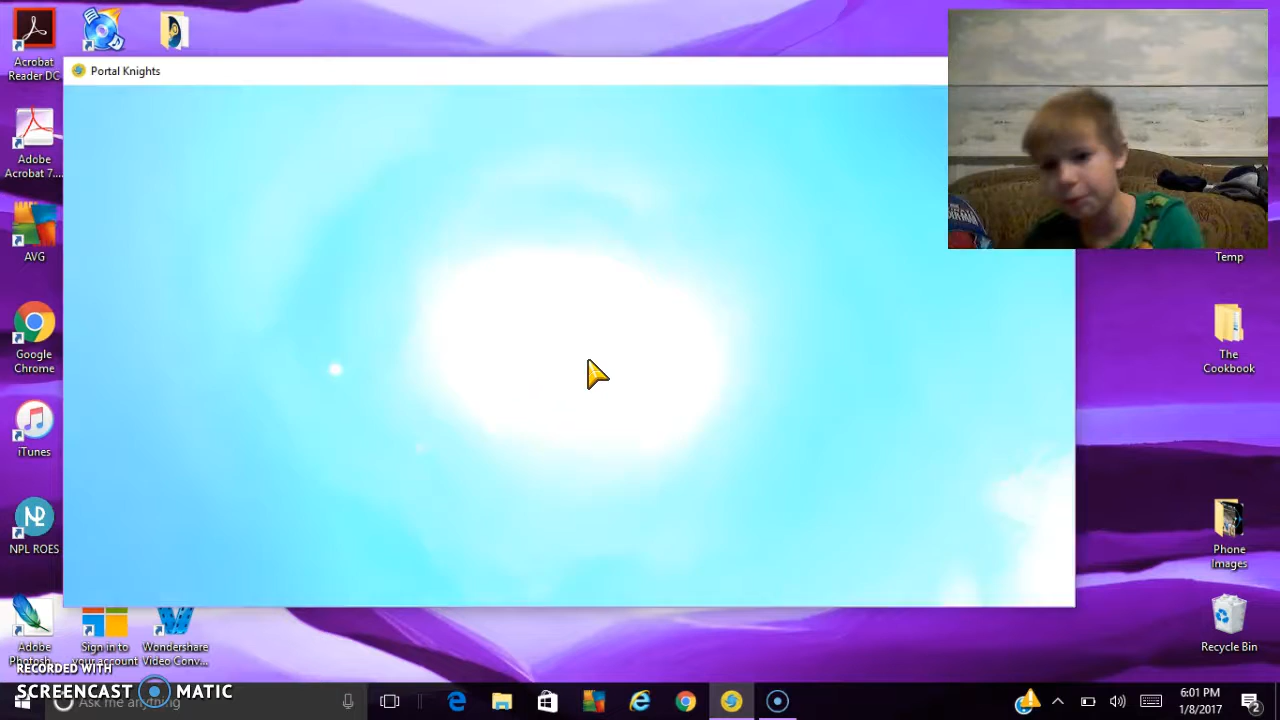 Portal Knights
Acrobat
Reader DC
Adobe
Acrobat 7....
AVG
Google
Chrome
iTunes
NPL ROES
Adobe
Photosh...
Sign in to
your account
Wondershare
Video Conv...
Temp
The
Cookbook
Phone
Images
Recycle Bin
RECORDED WITH
SCREENCAST MATIC
Ask me anything
6:01 PM
1/8/2017
2